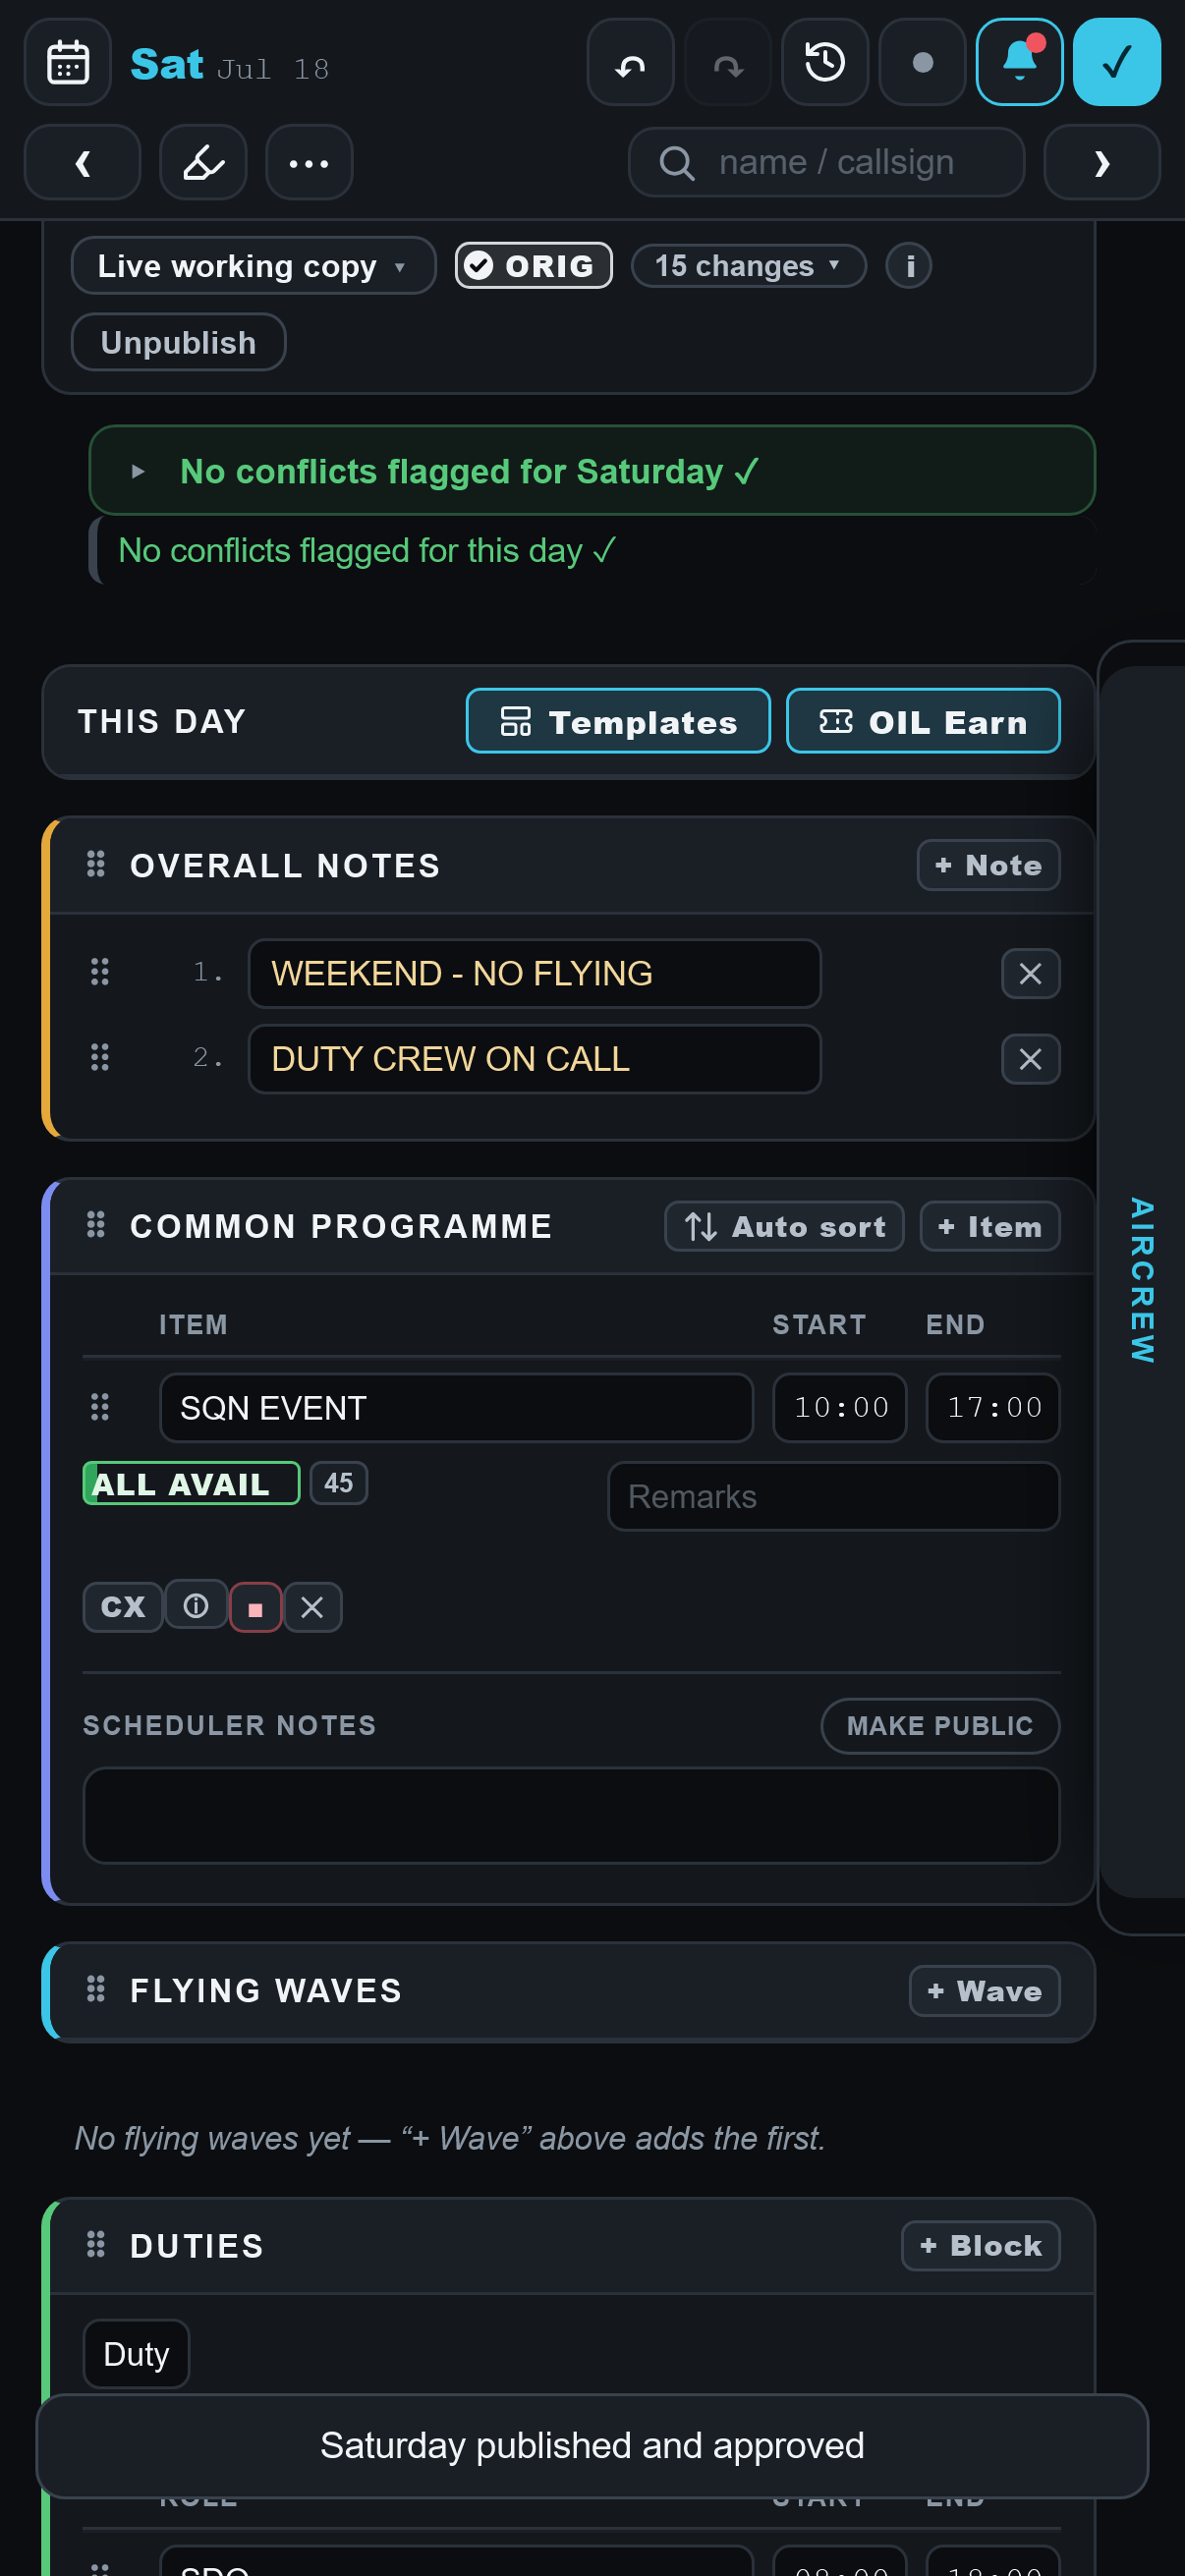 Sat Jul 18
name / callsign
Live working copy ORIG 15 changes i
Unpublish
No conflicts flagged for Saturday ✓
No conflicts flagged for this day ✓
THIS DAY Templates OIL Earn
OVERALL NOTES + Note
1. WEEKEND - NO FLYING
2. DUTY CREW ON CALL
COMMON PROGRAMME Auto sort + Item
ITEM START END
SQN EVENT 10:00 17:00
ALL AVAIL 45 Remarks
CX
SCHEDULER NOTES MAKE PUBLIC
AIRCREW
FLYING WAVES + Wave
No flying waves yet — “+ Wave” above adds the first.
DUTIES + Block
Duty
Saturday published and approved